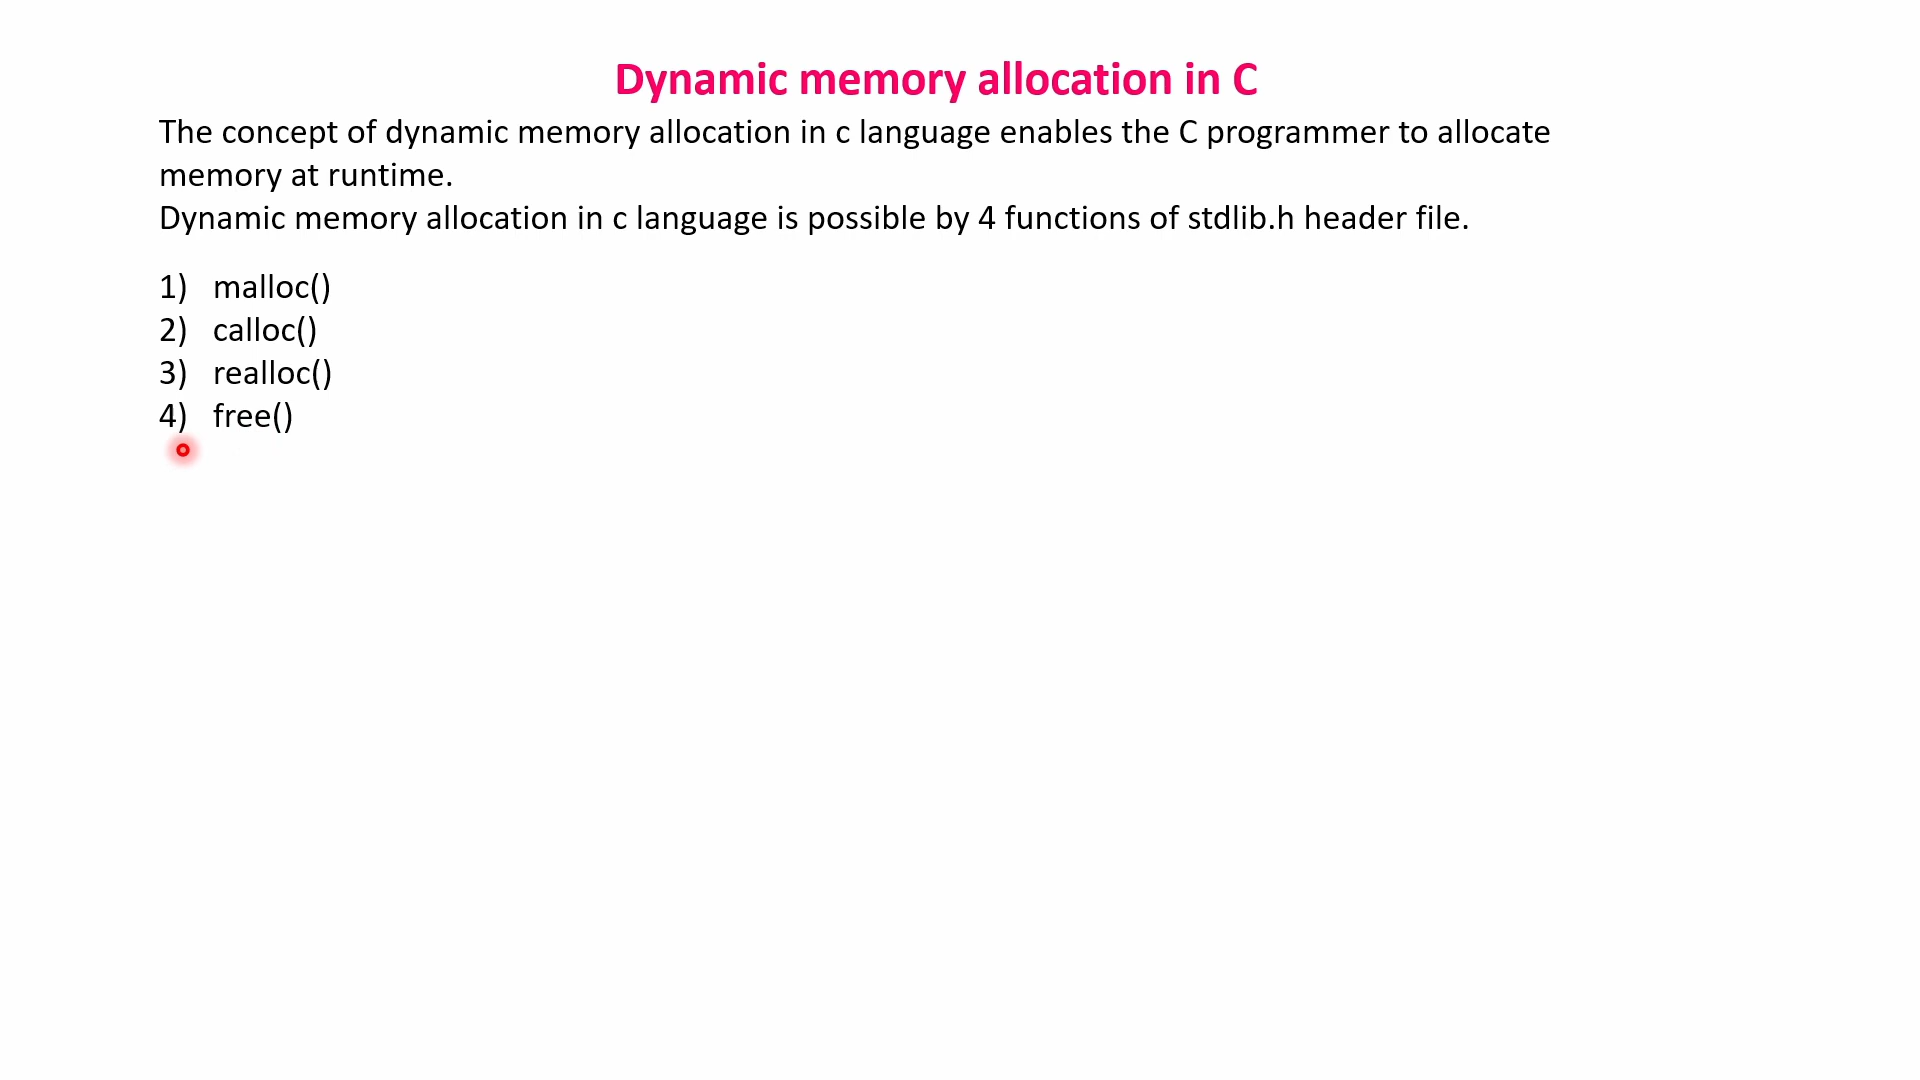 Dynamic memory allocation in C
The concept of dynamic memory allocation in c language enables the C programmer to allocate
memory at runtime.
Dynamic memory allocation in c language is possible by 4 functions of stdlib.h header file.
1) malloc()
2) calloc()
3) realloc()
4) free()